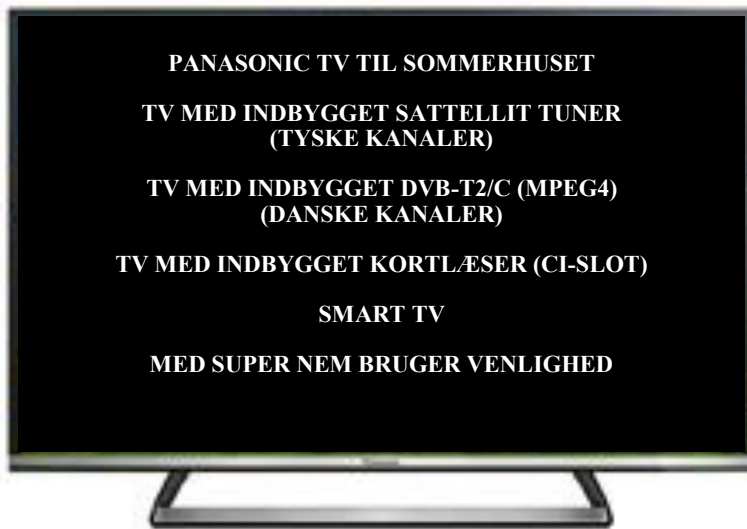 PANASONIC TV TIL SOMMERHUSET
TV MED INDBYGGET SATTELLIT TUNER
(TYSKE KANALER)
TV MED INDBYGGET DVB-T2/C (MPEG4)
(DANSKE KANALER)
TV MED INDBYGGET KORTLÆSER (CI-SLOT)
SMART TV
MED SUPER NEM BRUGER VENLIGHED